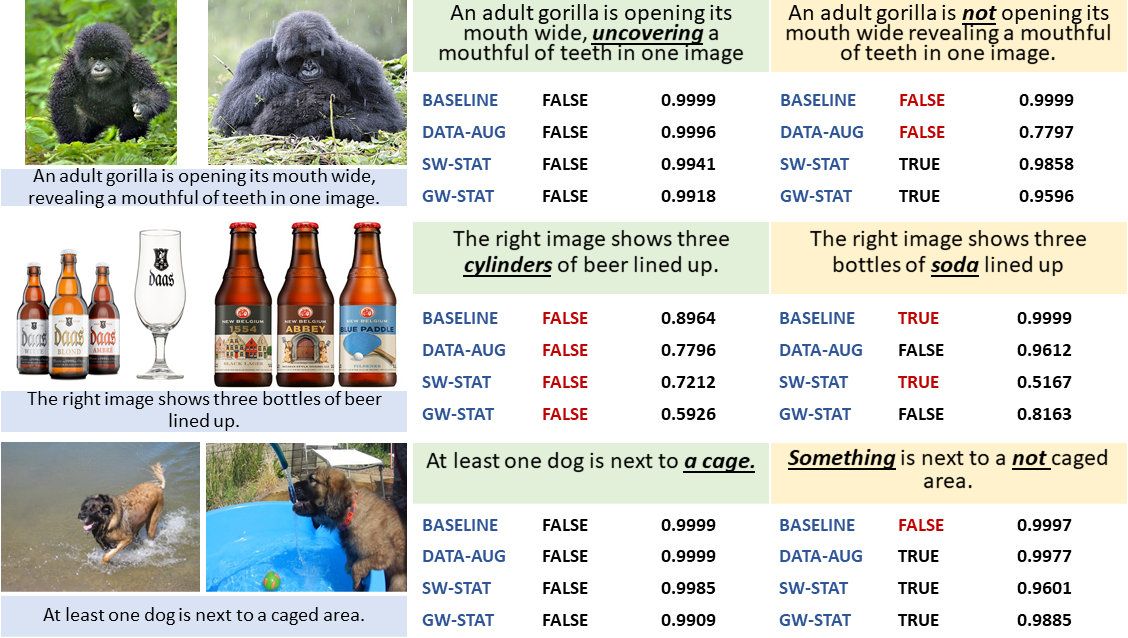 An adult gorilla is opening its mouth wide,
revealing a mouthful of teeth in one image.
An adult gorilla is opening its
mouth wide, uncovering a
mouthful of teeth in one image
BASELINE FALSE 0.9999
DATA-AUG FALSE 0.9996
SW-STAT FALSE 0.9941
GW-STAT FALSE 0.9918
An adult gorilla is not opening its
mouth wide revealing a mouthful
of teeth in one image.
BASELINE FALSE 0.9999
DATA-AUG FALSE 0.7797
SW-STAT TRUE 0.9858
GW-STAT TRUE 0.9596
daas
WITTE
daas
BLOND
daas
AMBRÉ
daas
NEW BELGIUM
1554
BLACK LAGER
NEW BELGIUM
ABBEY
NEW BELGIUM
BLUE PADDLE
PILSENER
The right image shows three bottles of beer
lined up.
The right image shows three
cylinders of beer lined up.
BASELINE FALSE 0.8964
DATA-AUG FALSE 0.7796
SW-STAT FALSE 0.7212
GW-STAT FALSE 0.5926
The right image shows three
bottles of soda lined up
BASELINE TRUE 0.9999
DATA-AUG FALSE 0.9612
SW-STAT TRUE 0.5167
GW-STAT FALSE 0.8163
At least one dog is next to a caged area.
At least one dog is next to a cage.
BASELINE FALSE 0.9999
DATA-AUG FALSE 0.9999
SW-STAT FALSE 0.9985
GW-STAT FALSE 0.9909
Something is next to a not caged
area.
BASELINE FALSE 0.9997
DATA-AUG TRUE 0.9977
SW-STAT TRUE 0.9601
GW-STAT TRUE 0.9885